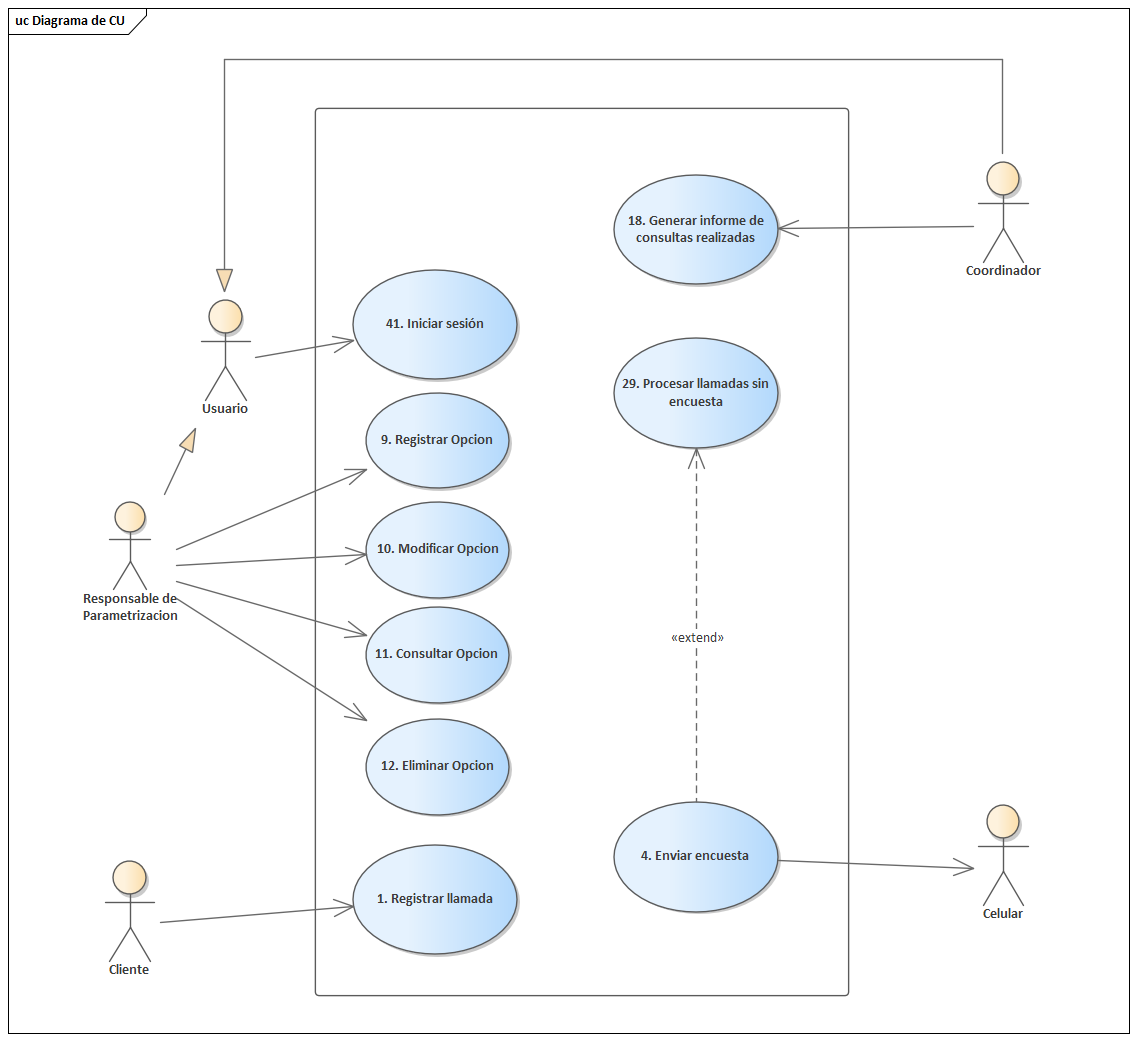 uc Diagrama de CU
18. Generar informe de
consultas realizadas
Coordinador
41. Iniciar sesión
Usuario
29. Procesar llamadas sin
encuesta
9. Registrar Opcion
10. Modificar Opcion
Responsable de
Parametrizacion
11. Consultar Opcion
«extend»
12. Eliminar Opcion
4. Enviar encuesta
1. Registrar llamada
Celular
Cliente